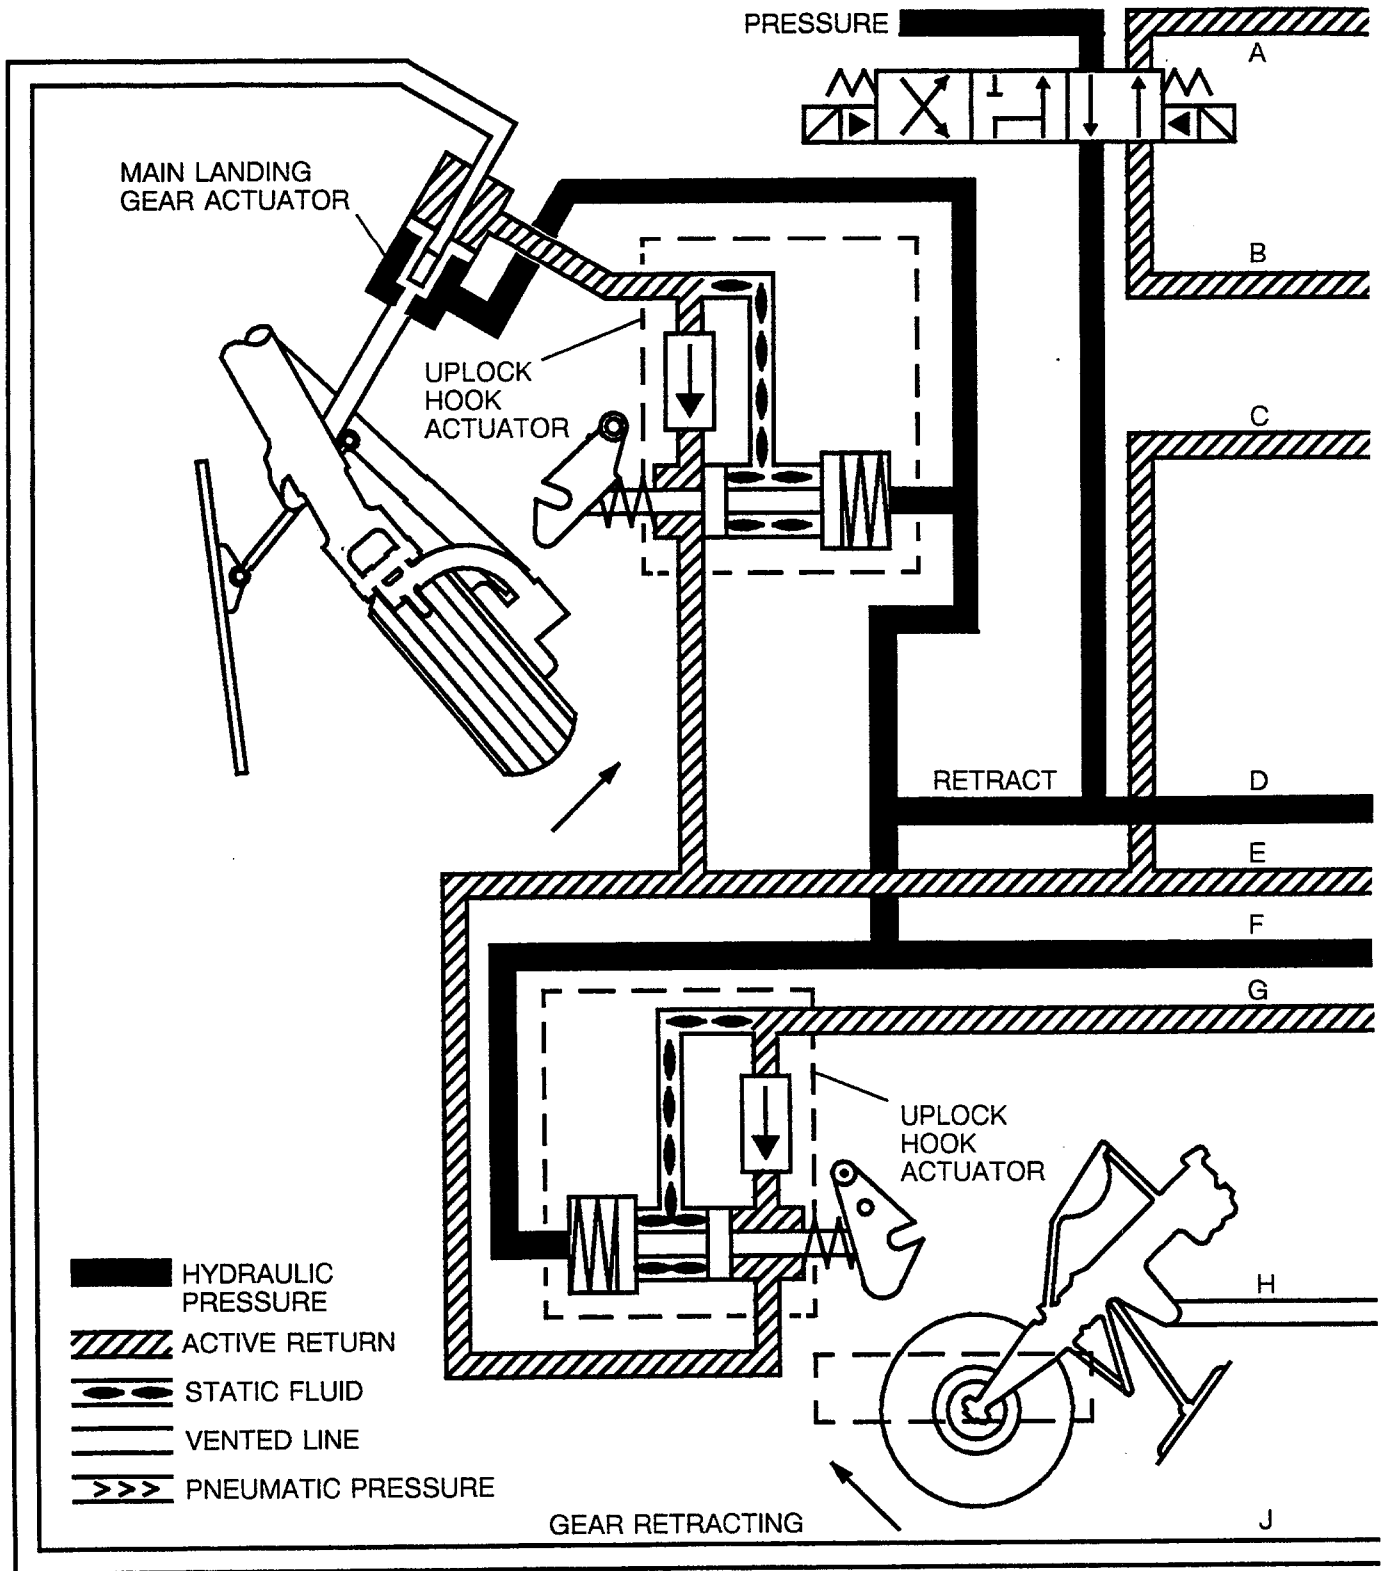 PRESSURE
A
MAIN LANDING
GEAR ACTUATOR
B
UPLOCK
HOOK
ACTUATOR
C
RETRACT
D
E
F
G
UPLOCK
HOOK
ACTUATOR
HYDRAULIC
PRESSURE
H
ACTIVE RETURN
STATIC FLUID
VENTED LINE
>>> PNEUMATIC PRESSURE
GEAR RETRACTING
J